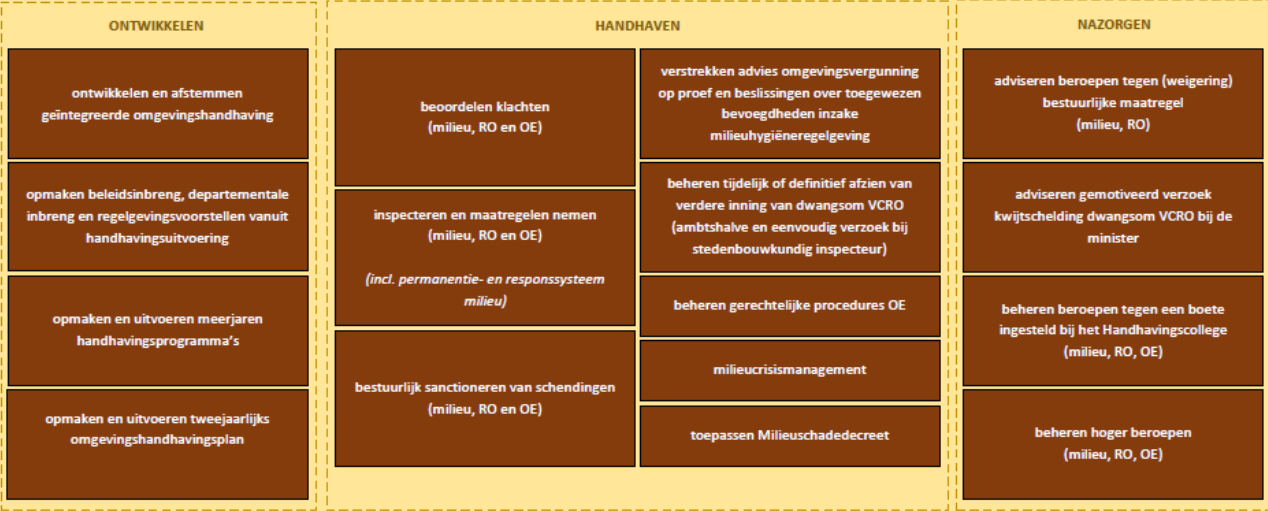 ONTWIKKELEN
ontwikkelen en afstemmen
geïntegreerde omgevingshandhaving
opmaken beleidsinbreng, departementale
inbreng en regelgevingsvoorstellen vanuit
handhavingsuitvoering
opmaken en uitvoeren meerjaren
handhavingsprogramma's
opmaken en uitvoeren tweejaarlijks
omgevingshandhavingsplan
HANDHAVEN
beoordelen klachten
(milieu, RO en OE)
inspecteren en maatregelen nemen
(milieu, RO en OE)
(incl. permanentie- en responssysteem
milieu)
bestuurlijk sanctioneren van schendingen
(milieu, RO en OE)
verstrekken advies omgevingsvergunning
op proef en beslissingen over toegewezen
bevoegdheden inzake
milieuhygiëneregelgeving
beheren tijdelijk of definitief afzien van
verdere inning van dwangsom VCRO
(ambtshalve en eenvoudig verzoek bij
stedenbouwkundig inspecteur)
beheren gerechtelijke procedures OE
milieucrisismanagement
toepassen Milieuschadedecreet
NAZORGEN
adviseren beroepen tegen (weigering)
bestuurlijke maatregel
(milieu, RO)
adviseren gemotiveerd verzoek
kwijtschelding dwangsom VCRO bij de
minister
beheren beroepen tegen een boete
ingesteld bij het Handhavingscollege
(milieu, RO, OE)
beheren hoger beroepen
(milieu, RO, OE)